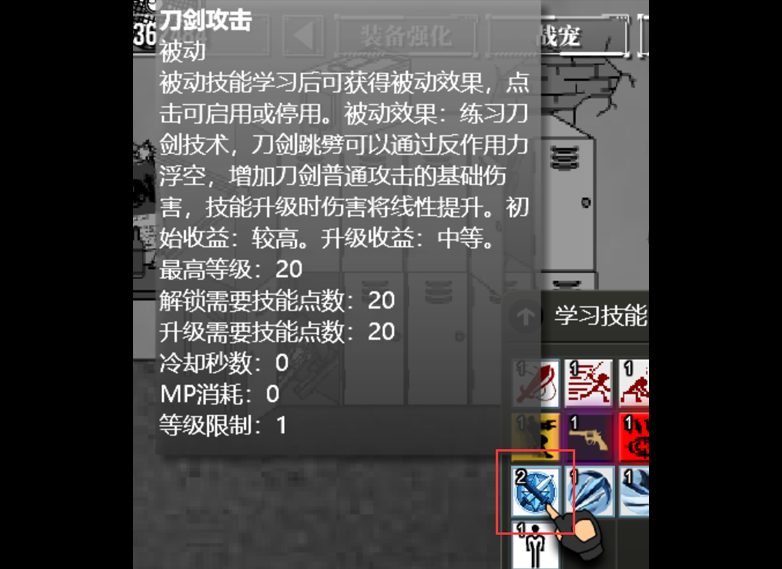 刀剑攻击
装备强化
战宠
被动
被动技能学习后可获得被动效果，点
击可启用或停用。被动效果：练习刀
剑技术，刀剑跳劈可以通过反作用力
浮空，增加刀剑普通攻击的基础伤
害，技能升级时伤害将线性提升。初
始收益：较高。升级收益：中等。
最高等级：20
解锁需要技能点数：20
升级需要技能点数：20
冷却秒数：0
MP消耗：0
等级限制：1
学习技能
1 1 1
1 1 1
2 1 1
1